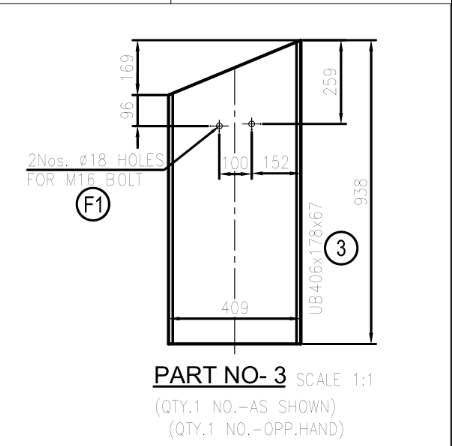 169
96
259
2Nos. Ø18 HOLES
FOR M16 BOLT
F1
100
152
938
UB406x178x67
3
409
PART NO- 3 SCALE 1:1
(QTY.1 NO.-AS SHOWN)
(QTY.1 NO.-OPP.HAND)